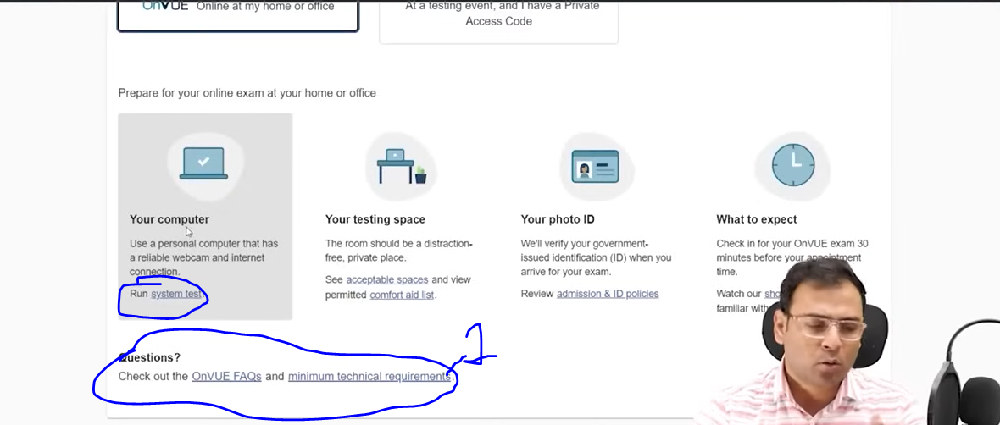 OnVUE Online at my home or office
At a testing event, and I have a Private
Access Code
Prepare for your online exam at your home or office
Your computer
Use a personal computer that has
a reliable webcam and internet
connection.
Run system test.
Your testing space
The room should be a distraction-
free, private place.
See acceptable spaces and view
permitted comfort aid list.
Your photo ID
We'll verify your government-
issued identification (ID) when you
arrive for your exam.
Review admission & ID policies
What to expect
Check in for your OnVUE exam 30
minutes before your appointment
time.
Watch our
familiar with
Questions?
Check out the OnVUE FAQs and minimum technical requirements.